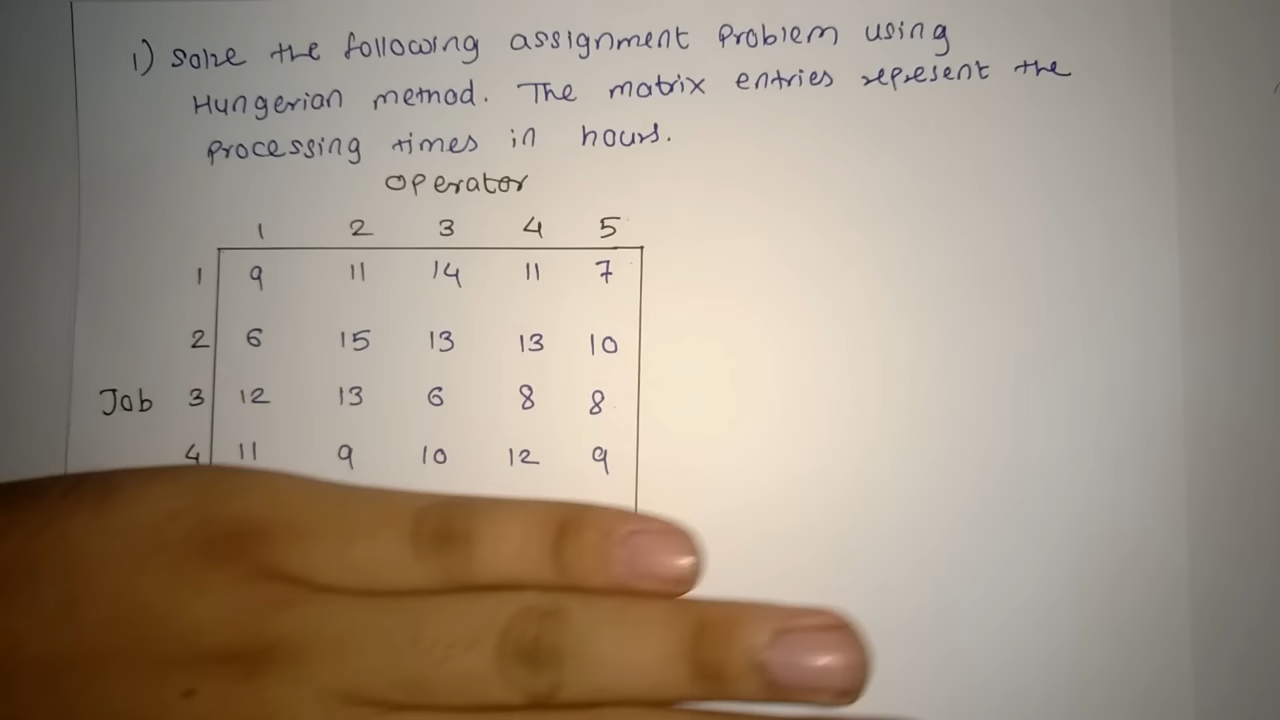 1) Solve the following assignment Problem using
Hungerian method. The matrix entries represent the
Processing times in hours.
Operator
1 2 3 4 5
1 9 11 14 11 7
2 6 15 13 13 10
Job 3 12 13 6 8 8
4 11 9 10 12 9